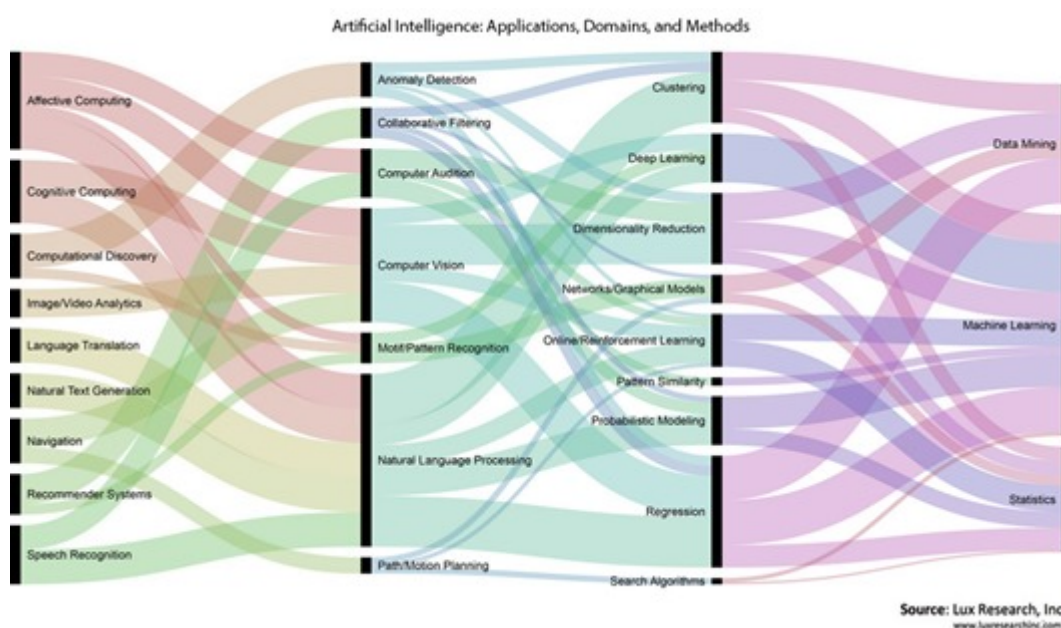 Artificial Intelligence: Applications, Domains, and Methods
Affective Computing
Cognitive Computing
Computational Discovery
Image/Video Analytics
Language Translation
Natural Text Generation
Navigation
Recommender Systems
Speech Recognition
Anomaly Detection
Collaborative Filtering
Computer Audition
Computer Vision
Motif/Pattern Recognition
Natural Language Processing
Path/Motion Planning
Clustering
Deep Learning
Dimensionality Reduction
Networks/Graphical Models
Online/Reinforcement Learning
Pattern Similarity
Probabilistic Modeling
Regression
Search Algorithms
Data Mining
Machine Learning
Statistics
Source: Lux Research, Inc
www.luxresearchinc.com